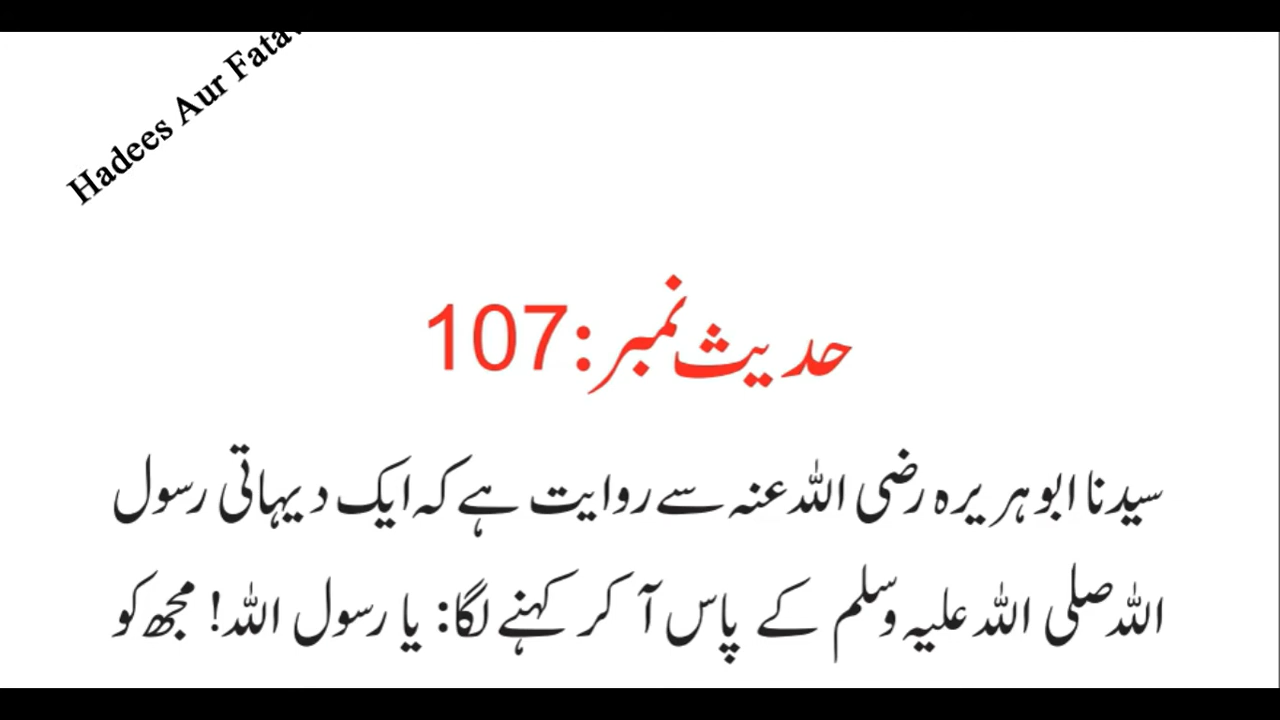 Hadees Aur Fatav
حدیث نمبر: 107
سیدنا ابوہریرہ رضی اللہ عنہ سے روایت ہے کہ ایک دیہاتی رسول
اللہ صلی اللہ علیہ وسلم کے پاس آ کر کہنے لگا: یا رسول اللہ! مجھ کو